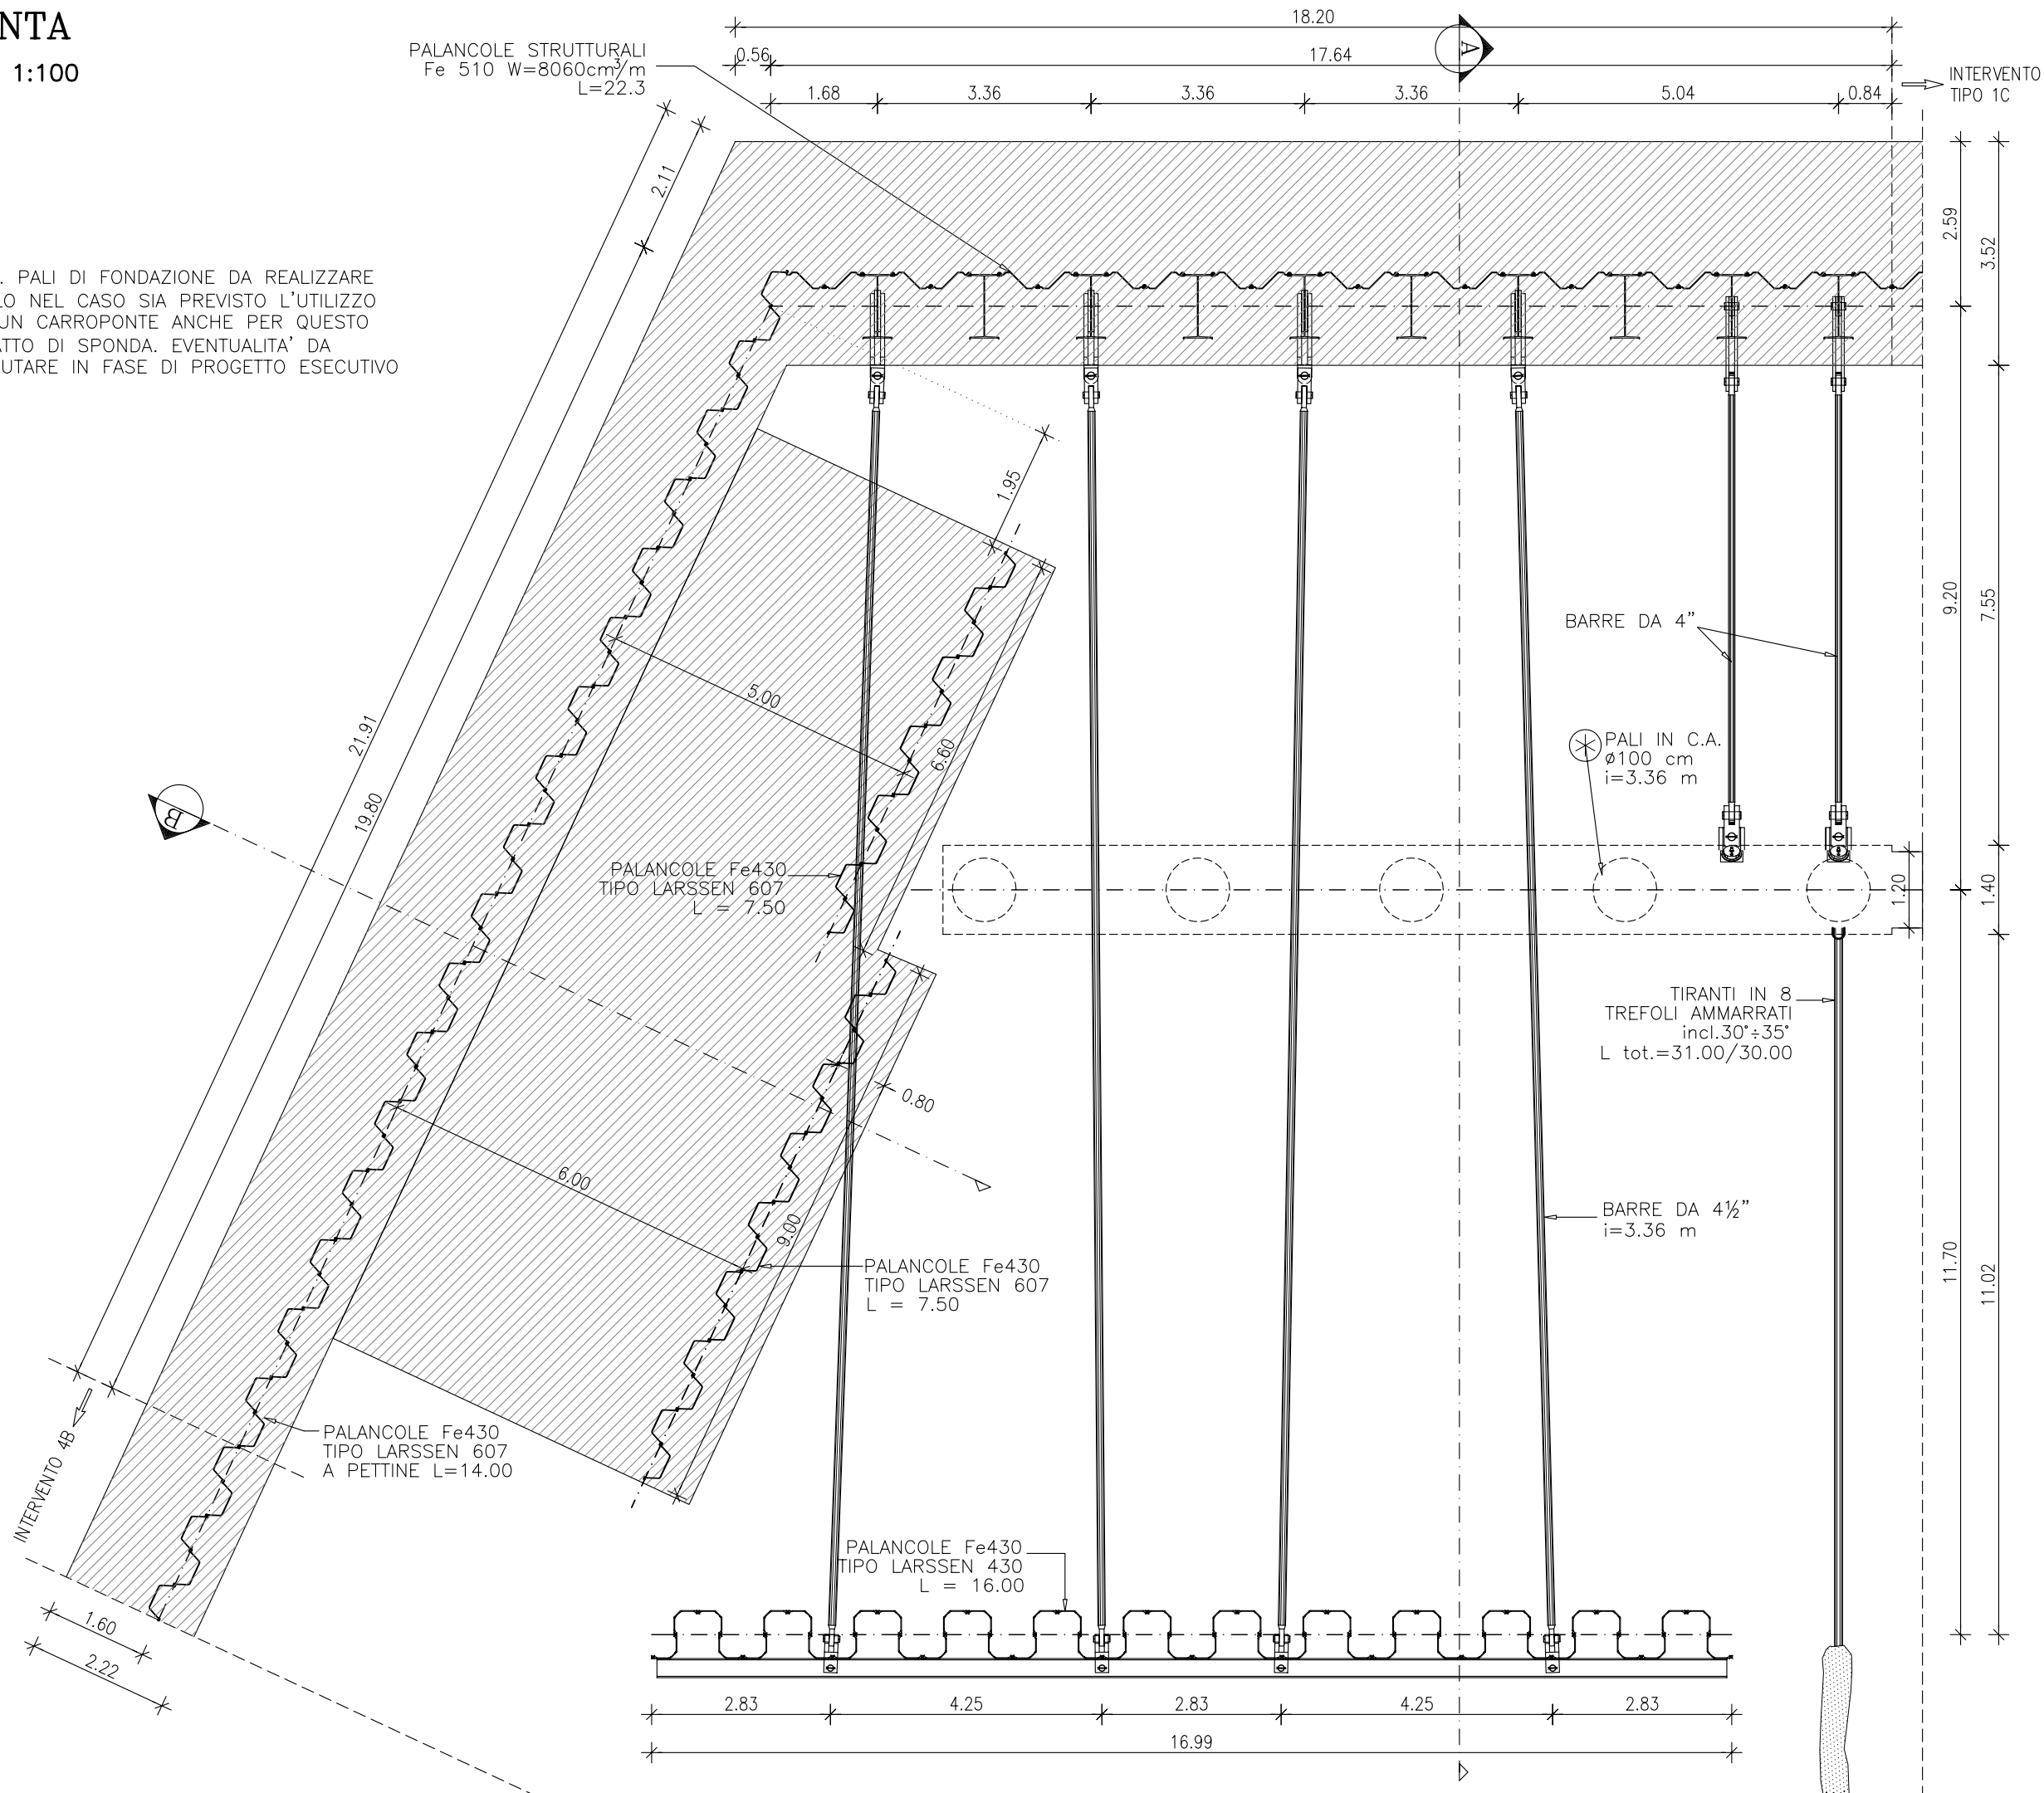 NTA
1:100
PALANCOLE STRUTTURALI
Fe 510 W=8060cm³/m
L=22.3
18.20
0.56
17.64
1.68
3.36
3.36
3.36
5.04
0.84
A
INTERVENTO
TIPO 1C
2.11
2.59
3.52
. PALI DI FONDAZIONE DA REALIZZARE
LO NEL CASO SIA PREVISTO L'UTILIZZO
UN CARROPONTE ANCHE PER QUESTO
ATTO DI SPONDA. EVENTUALITA' DA
UTARE IN FASE DI PROGETTO ESECUTIVO
1.95
9.20
7.55
BARRE DA 4”
5.00
6.60
21.91
19.80
PALI IN C.A.
ø100 cm
i=3.36 m
B
PALANCOLE Fe430
TIPO LARSSEN 607
L = 7.50
1.20
1.40
TIRANTI IN 8
TREFOLI AMMARRATI
incl.30°÷35°
L tot.=31.00/30.00
0.80
6.00
9.00
BARRE DA 4½”
i=3.36 m
11.70
11.02
PALANCOLE Fe430
TIPO LARSSEN 607
L = 7.50
PALANCOLE Fe430
TIPO LARSSEN 607
A PETTINE L=14.00
INTERVENTO 4B
PALANCOLE Fe430
TIPO LARSSEN 430
L = 16.00
1.60
2.22
2.83
4.25
2.83
4.25
2.83
16.99